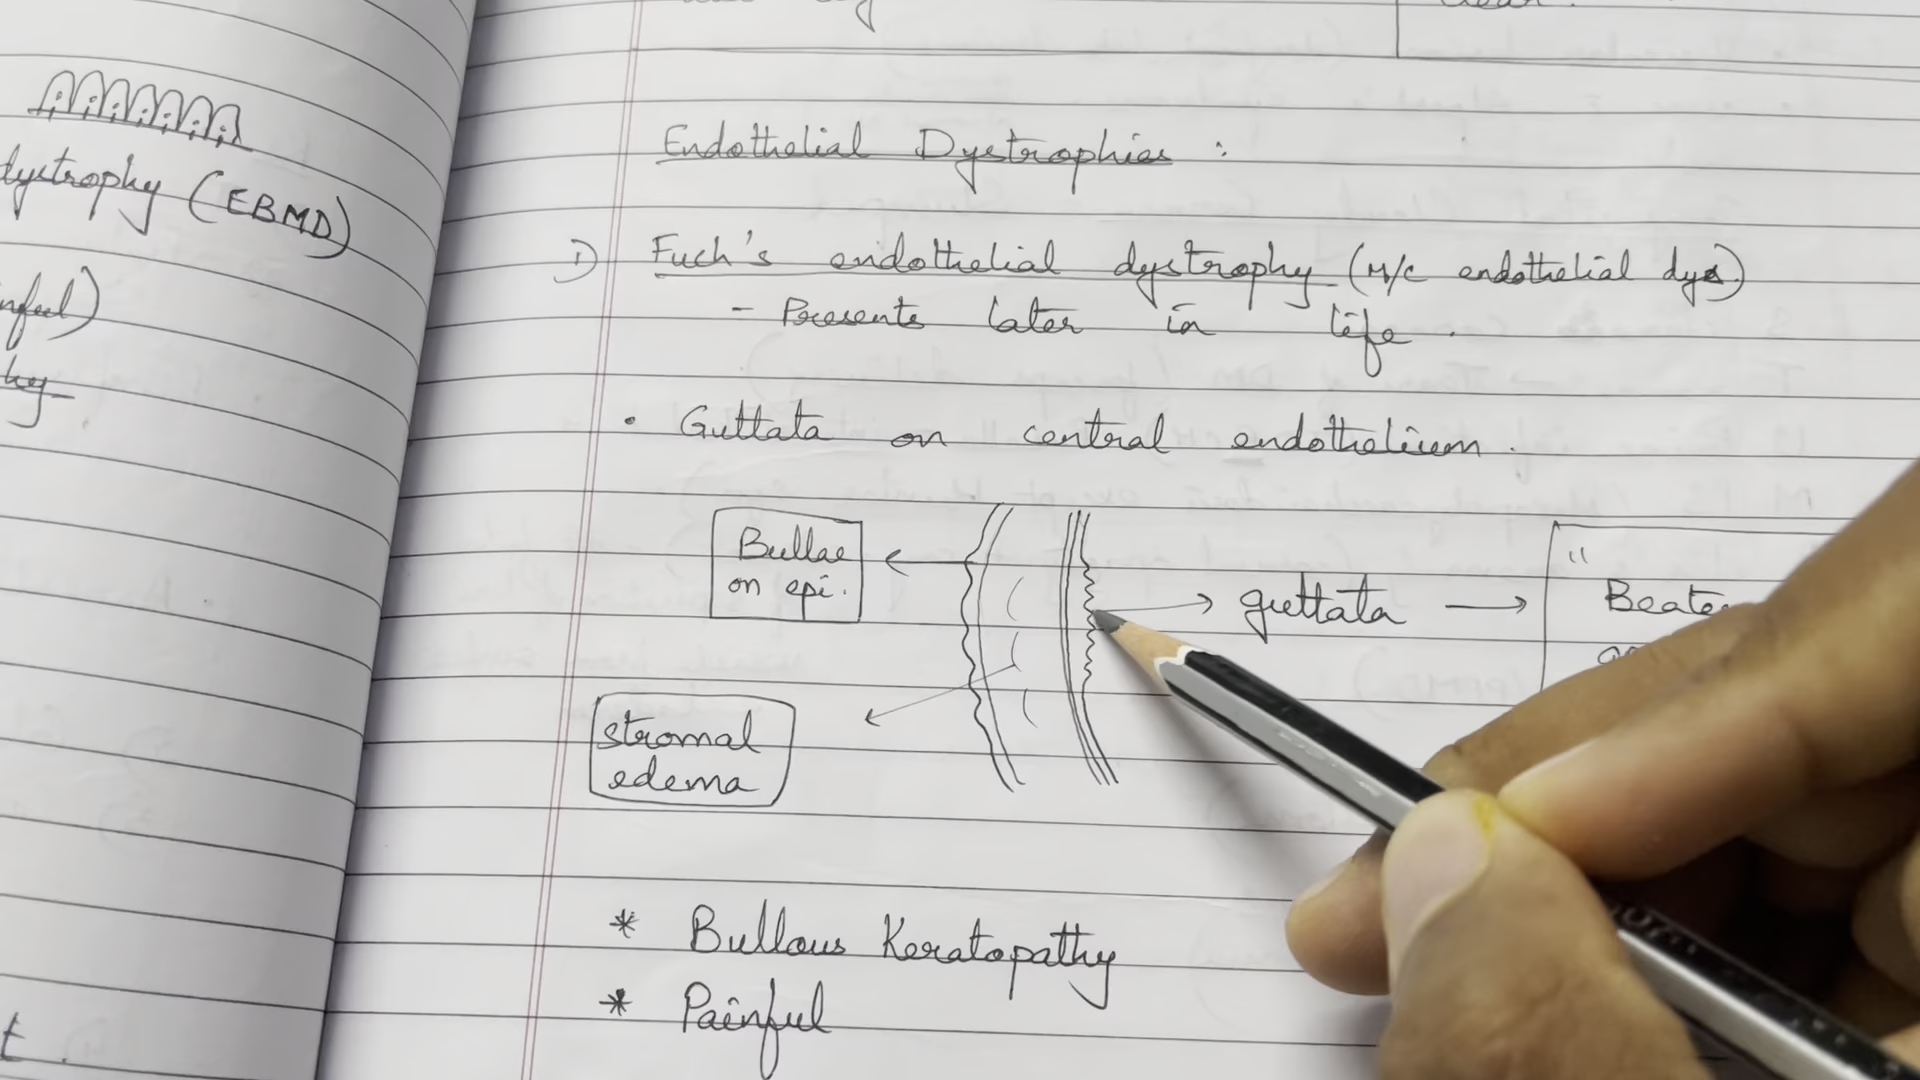 dystrophy (EBMD)
Endothelial Dystrophies :
1) Fuch's endothelial dystrophy (M/C endothelial dys)
- Presents later in life .
• Guttata on central endothelium .
Bullae
on epi.
guttata
"
stromal
edema
* Bullous Keratopathy
* Painful